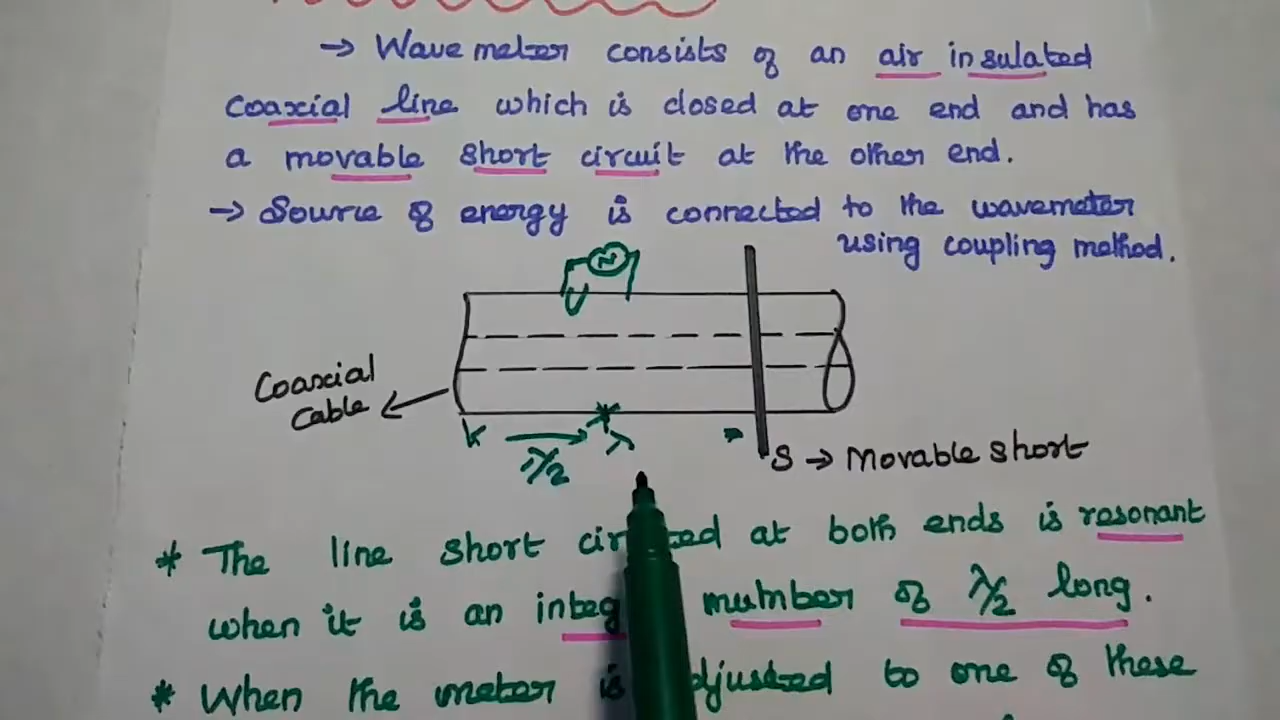 → Wavemeter consists of an air insulated
coaxial line which is closed at one end and has
a movable short circuit at the other end.
→ Source of energy is connected to the wavemeter
using coupling method.
Coaxial
Cable
λ/2
S → Movable short
* The line short at both ends is resonant
when it is an number of λ/2 long.
* When the meter is to one of these